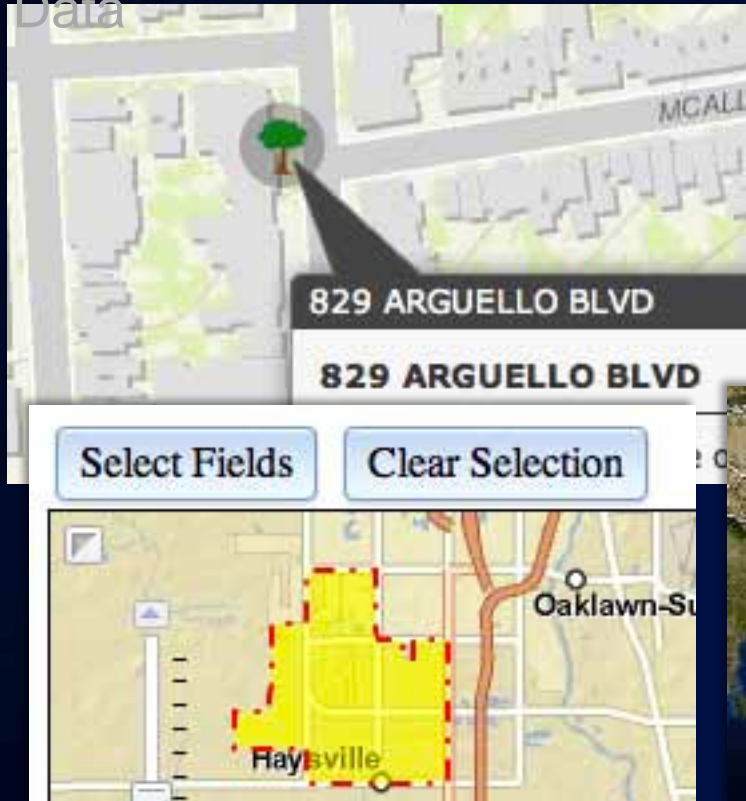 Data
MCALL
829 ARGUELLO BLVD
829 ARGUELLO BLVD
Select Fields
Clear Selection
Oaklawn-Su
Haysville